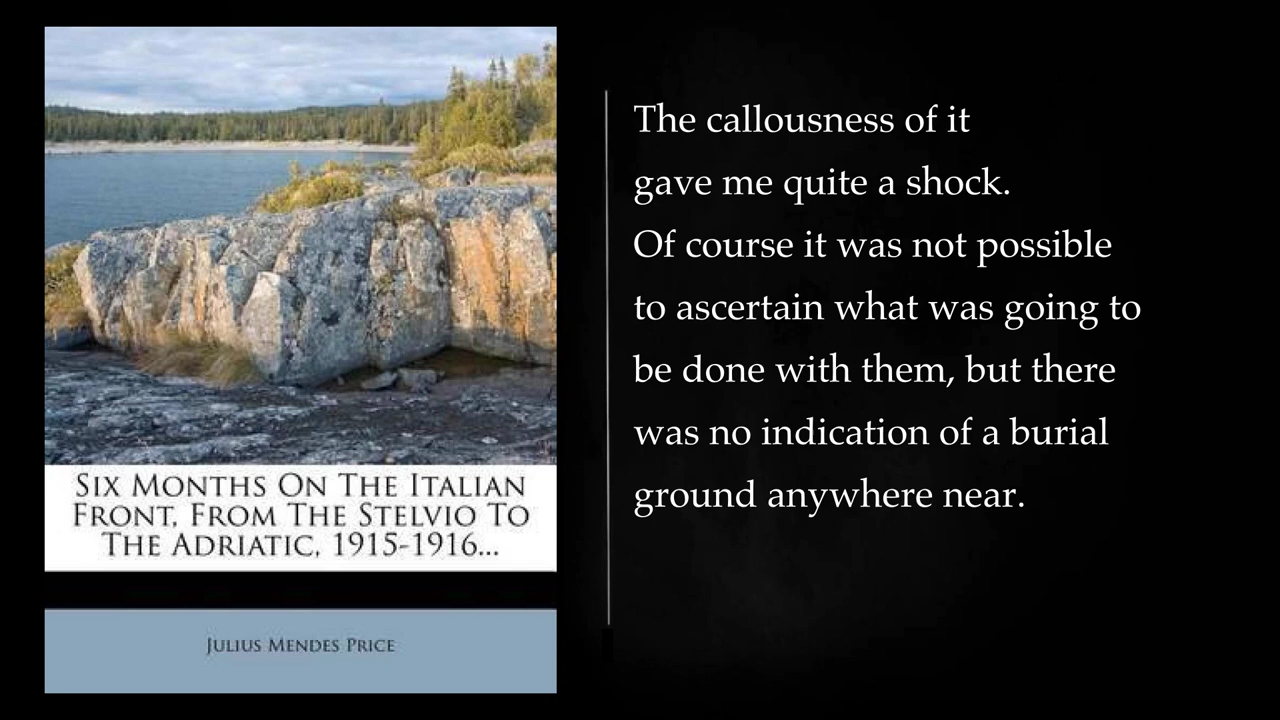 Six Months On The Italian
Front, From The Stelvio To
The Adriatic, 1915-1916...
Julius Mendes Price
The callousness of it
gave me quite a shock.
Of course it was not possible
to ascertain what was going to
be done with them, but there
was no indication of a burial
ground anywhere near.